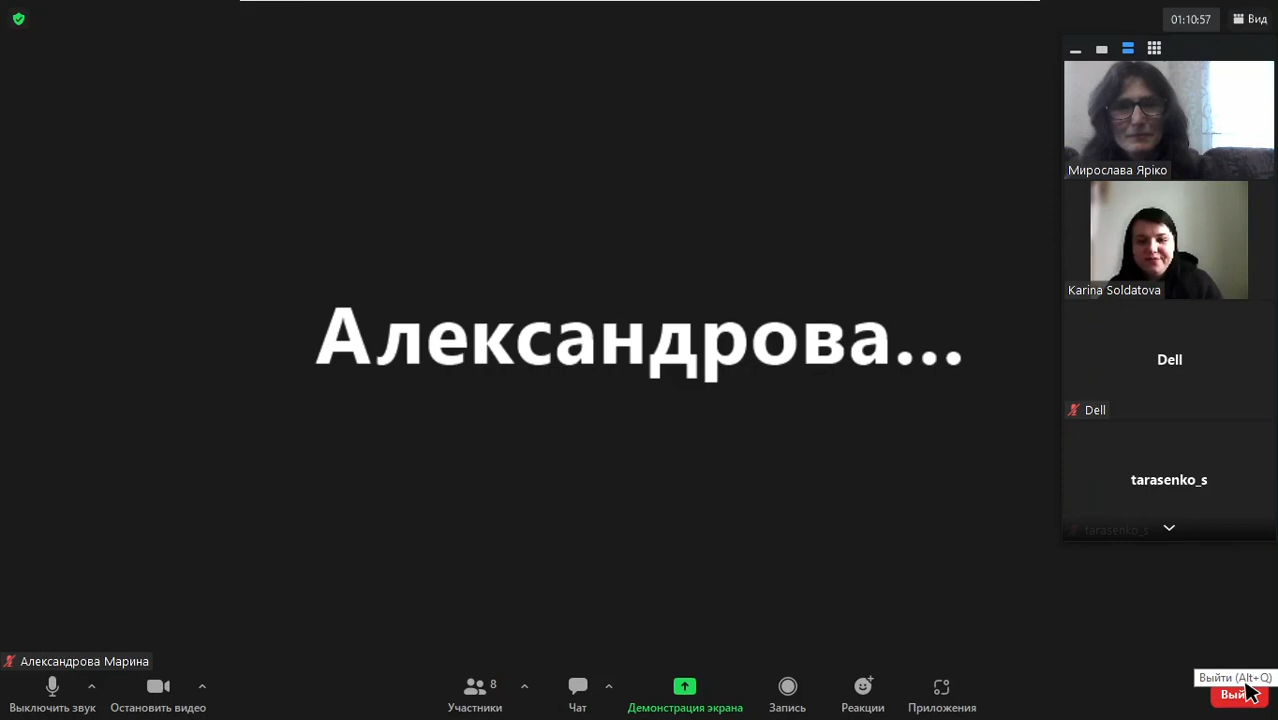 01:10:57
Вид
Мирослава Яріко
Karina Soldatova
Александрова...
Dell
Dell
tarasenko_s
tarasenko_s
Александрова Марина
Выйти (Alt+Q)
Выключить звук
Остановить видео
8
Участники
Чат
Демонстрация экрана
Запись
Реакции
Приложения